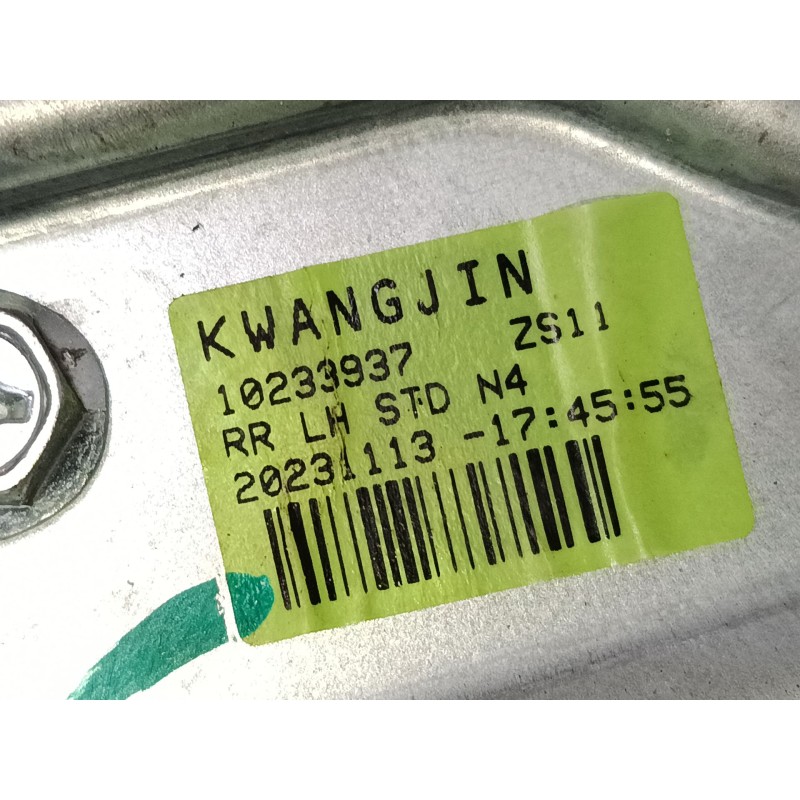 KWANGJIN
10233937 ZS11
RR LH STD N4
20231113 -17:45:55